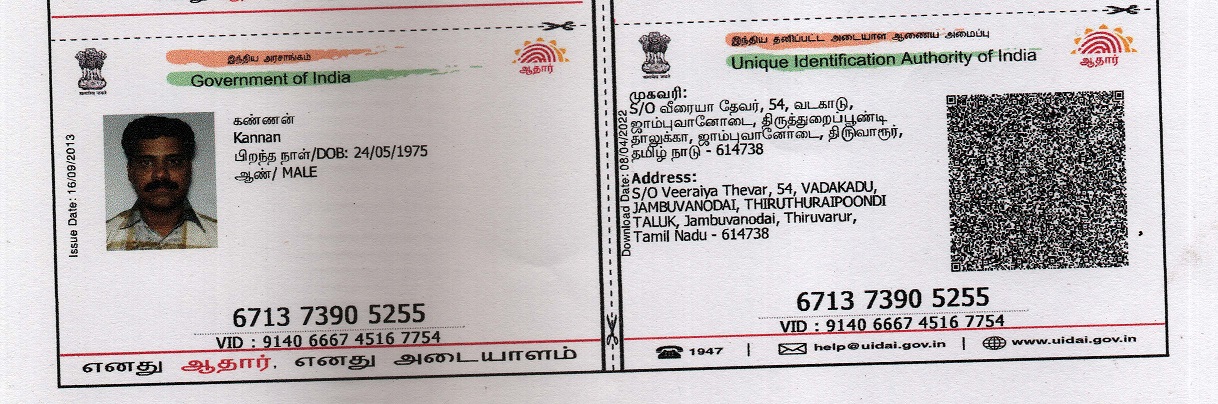 இந்திய அரசாங்கம்
Government of India
ஆதார்
Issue Date: 16/09/2013
கண்ணன்
Kannan
பிறந்த நாள்/DOB: 24/05/1975
ஆண்/ MALE
6713 7390 5255
VID : 9140 6667 4516 7754
எனது ஆதார், எனது அடையாளம்
இந்திய தனிப்பட்ட அடையாள ஆணைய அமைப்பு
Unique Identification Authority of India
ஆதார்
Download Date: 08/04/2022
முகவரி:
S/O வீரையா தேவர், 54, வடகாடு,
ஜாம்புவானோடை, திருத்துறைப்பூண்டி
தாலுக்கா, ஜாம்புவானோடை, திருவாரூர்,
தமிழ் நாடு - 614738
Address:
S/O Veeraiya Thevar, 54, VADAKADU,
JAMBUVANODAI, THIRUTHURAIPOONDI
TALUK, Jambuvanodai, Thiruvarur,
Tamil Nadu - 614738
6713 7390 5255
VID : 9140 6667 4516 7754
1947 | help@uidai.gov.in | www.uidai.gov.in